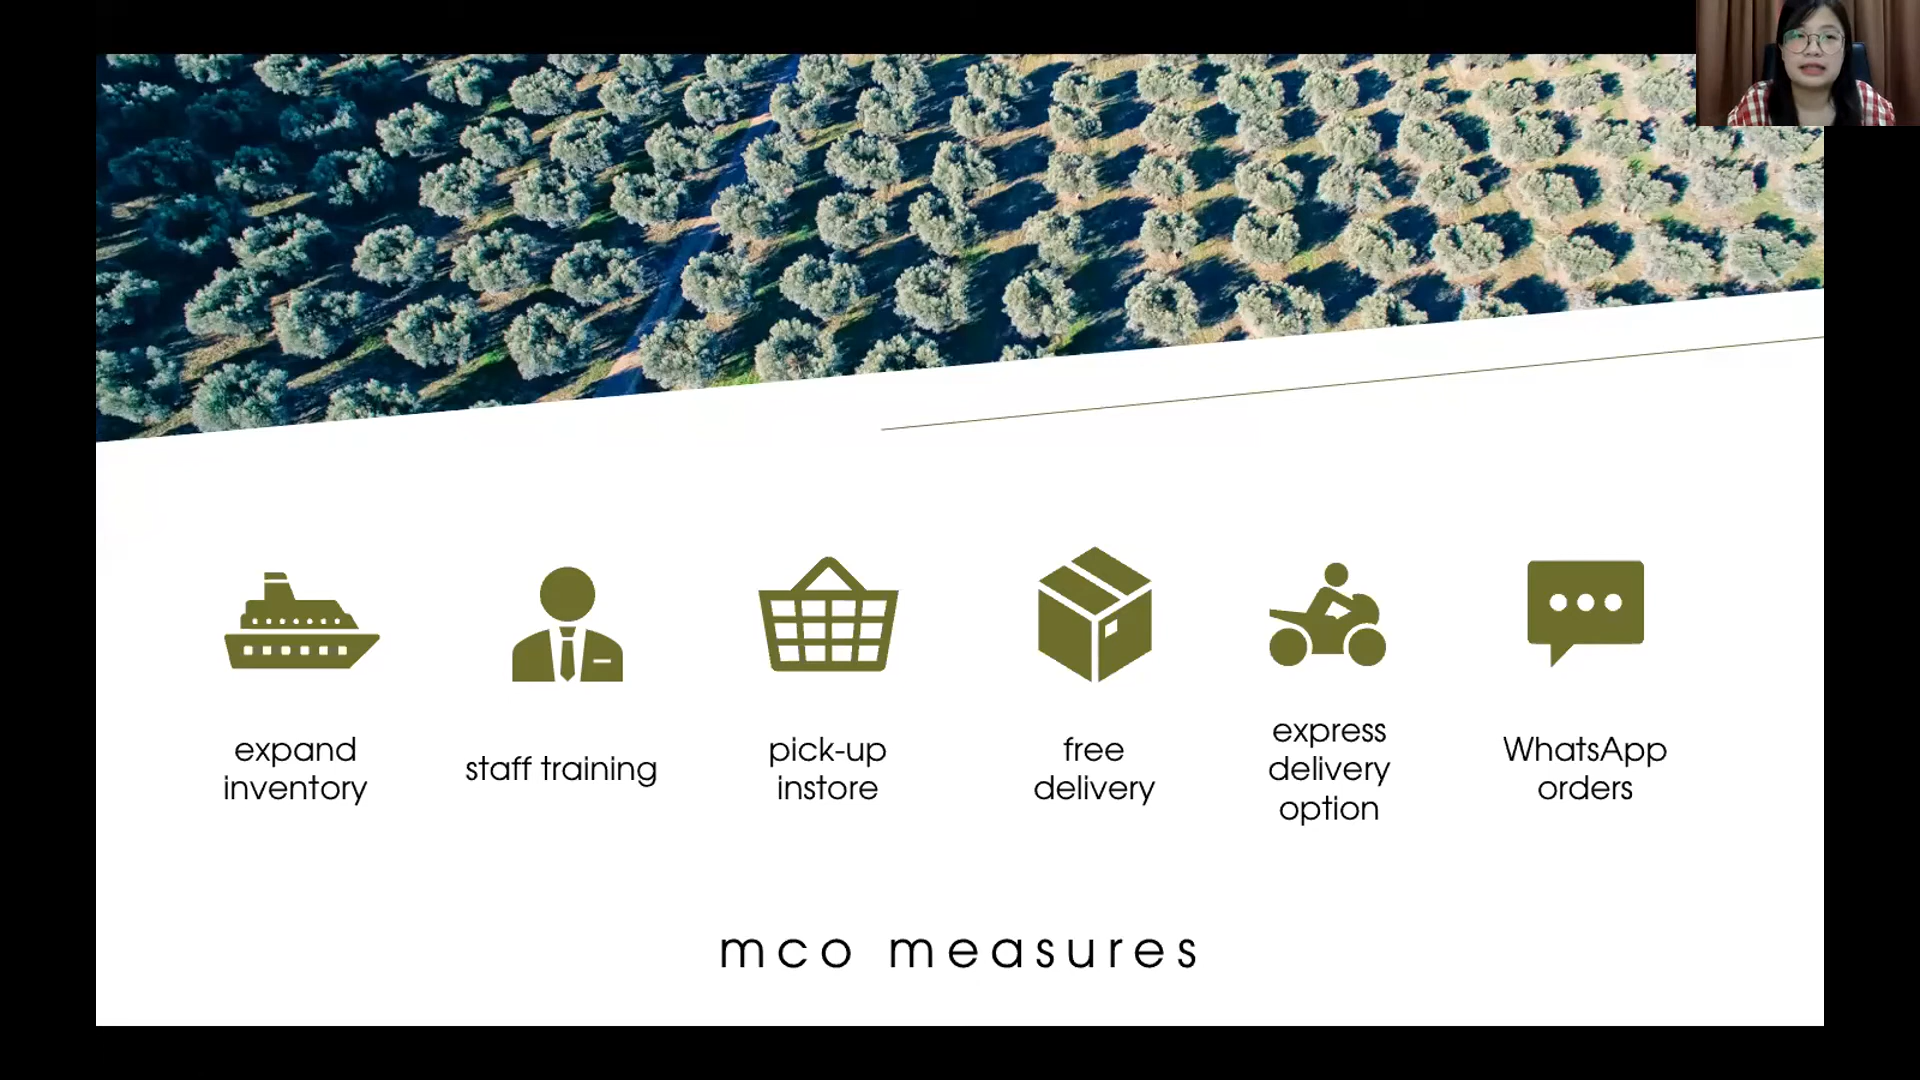 expand
inventory
staff training
pick-up
instore
free
delivery
express
delivery
option
WhatsApp
orders
mco measures